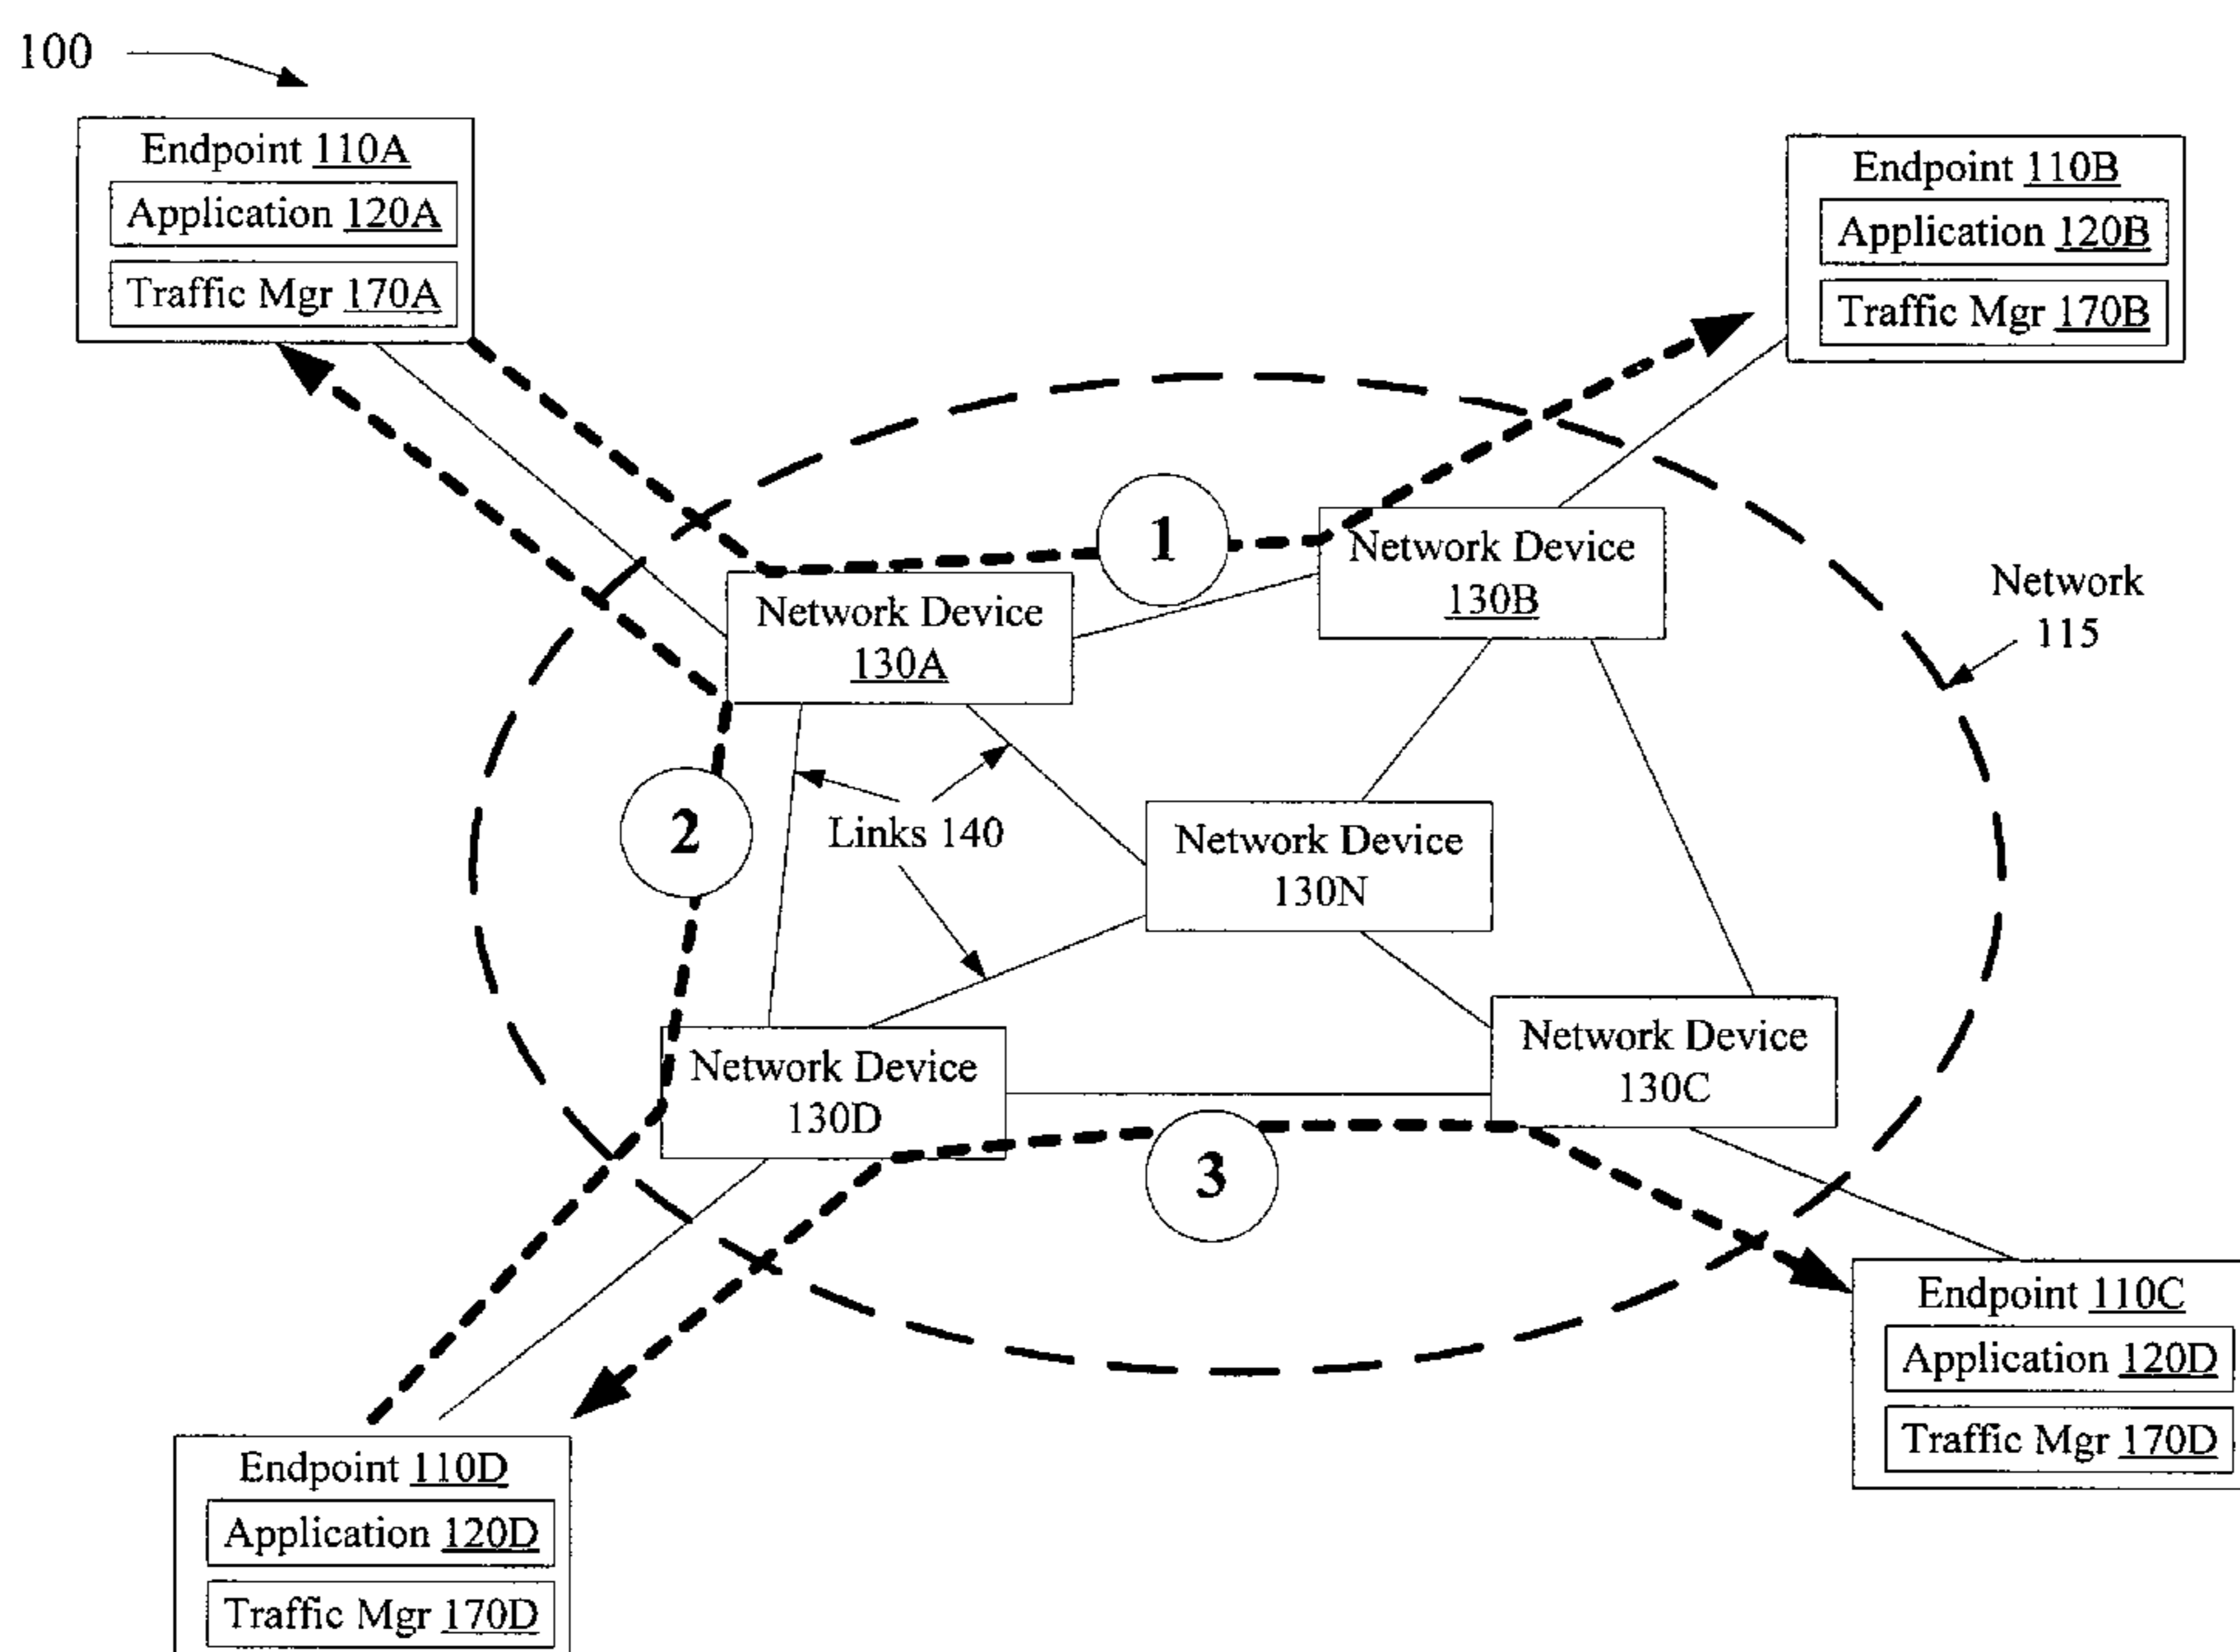 100
Endpoint 110A
Application 120A
Traffic Mgr 170A
Endpoint 110B
Application 120B
Traffic Mgr 170B
1
Network Device
130B
Network
115
Network Device
130A
2
Links 140
Network Device
130N
Network Device
130C
Network Device
130D
3
Endpoint 110C
Application 120D
Traffic Mgr 170D
Endpoint 110D
Application 120D
Traffic Mgr 170D